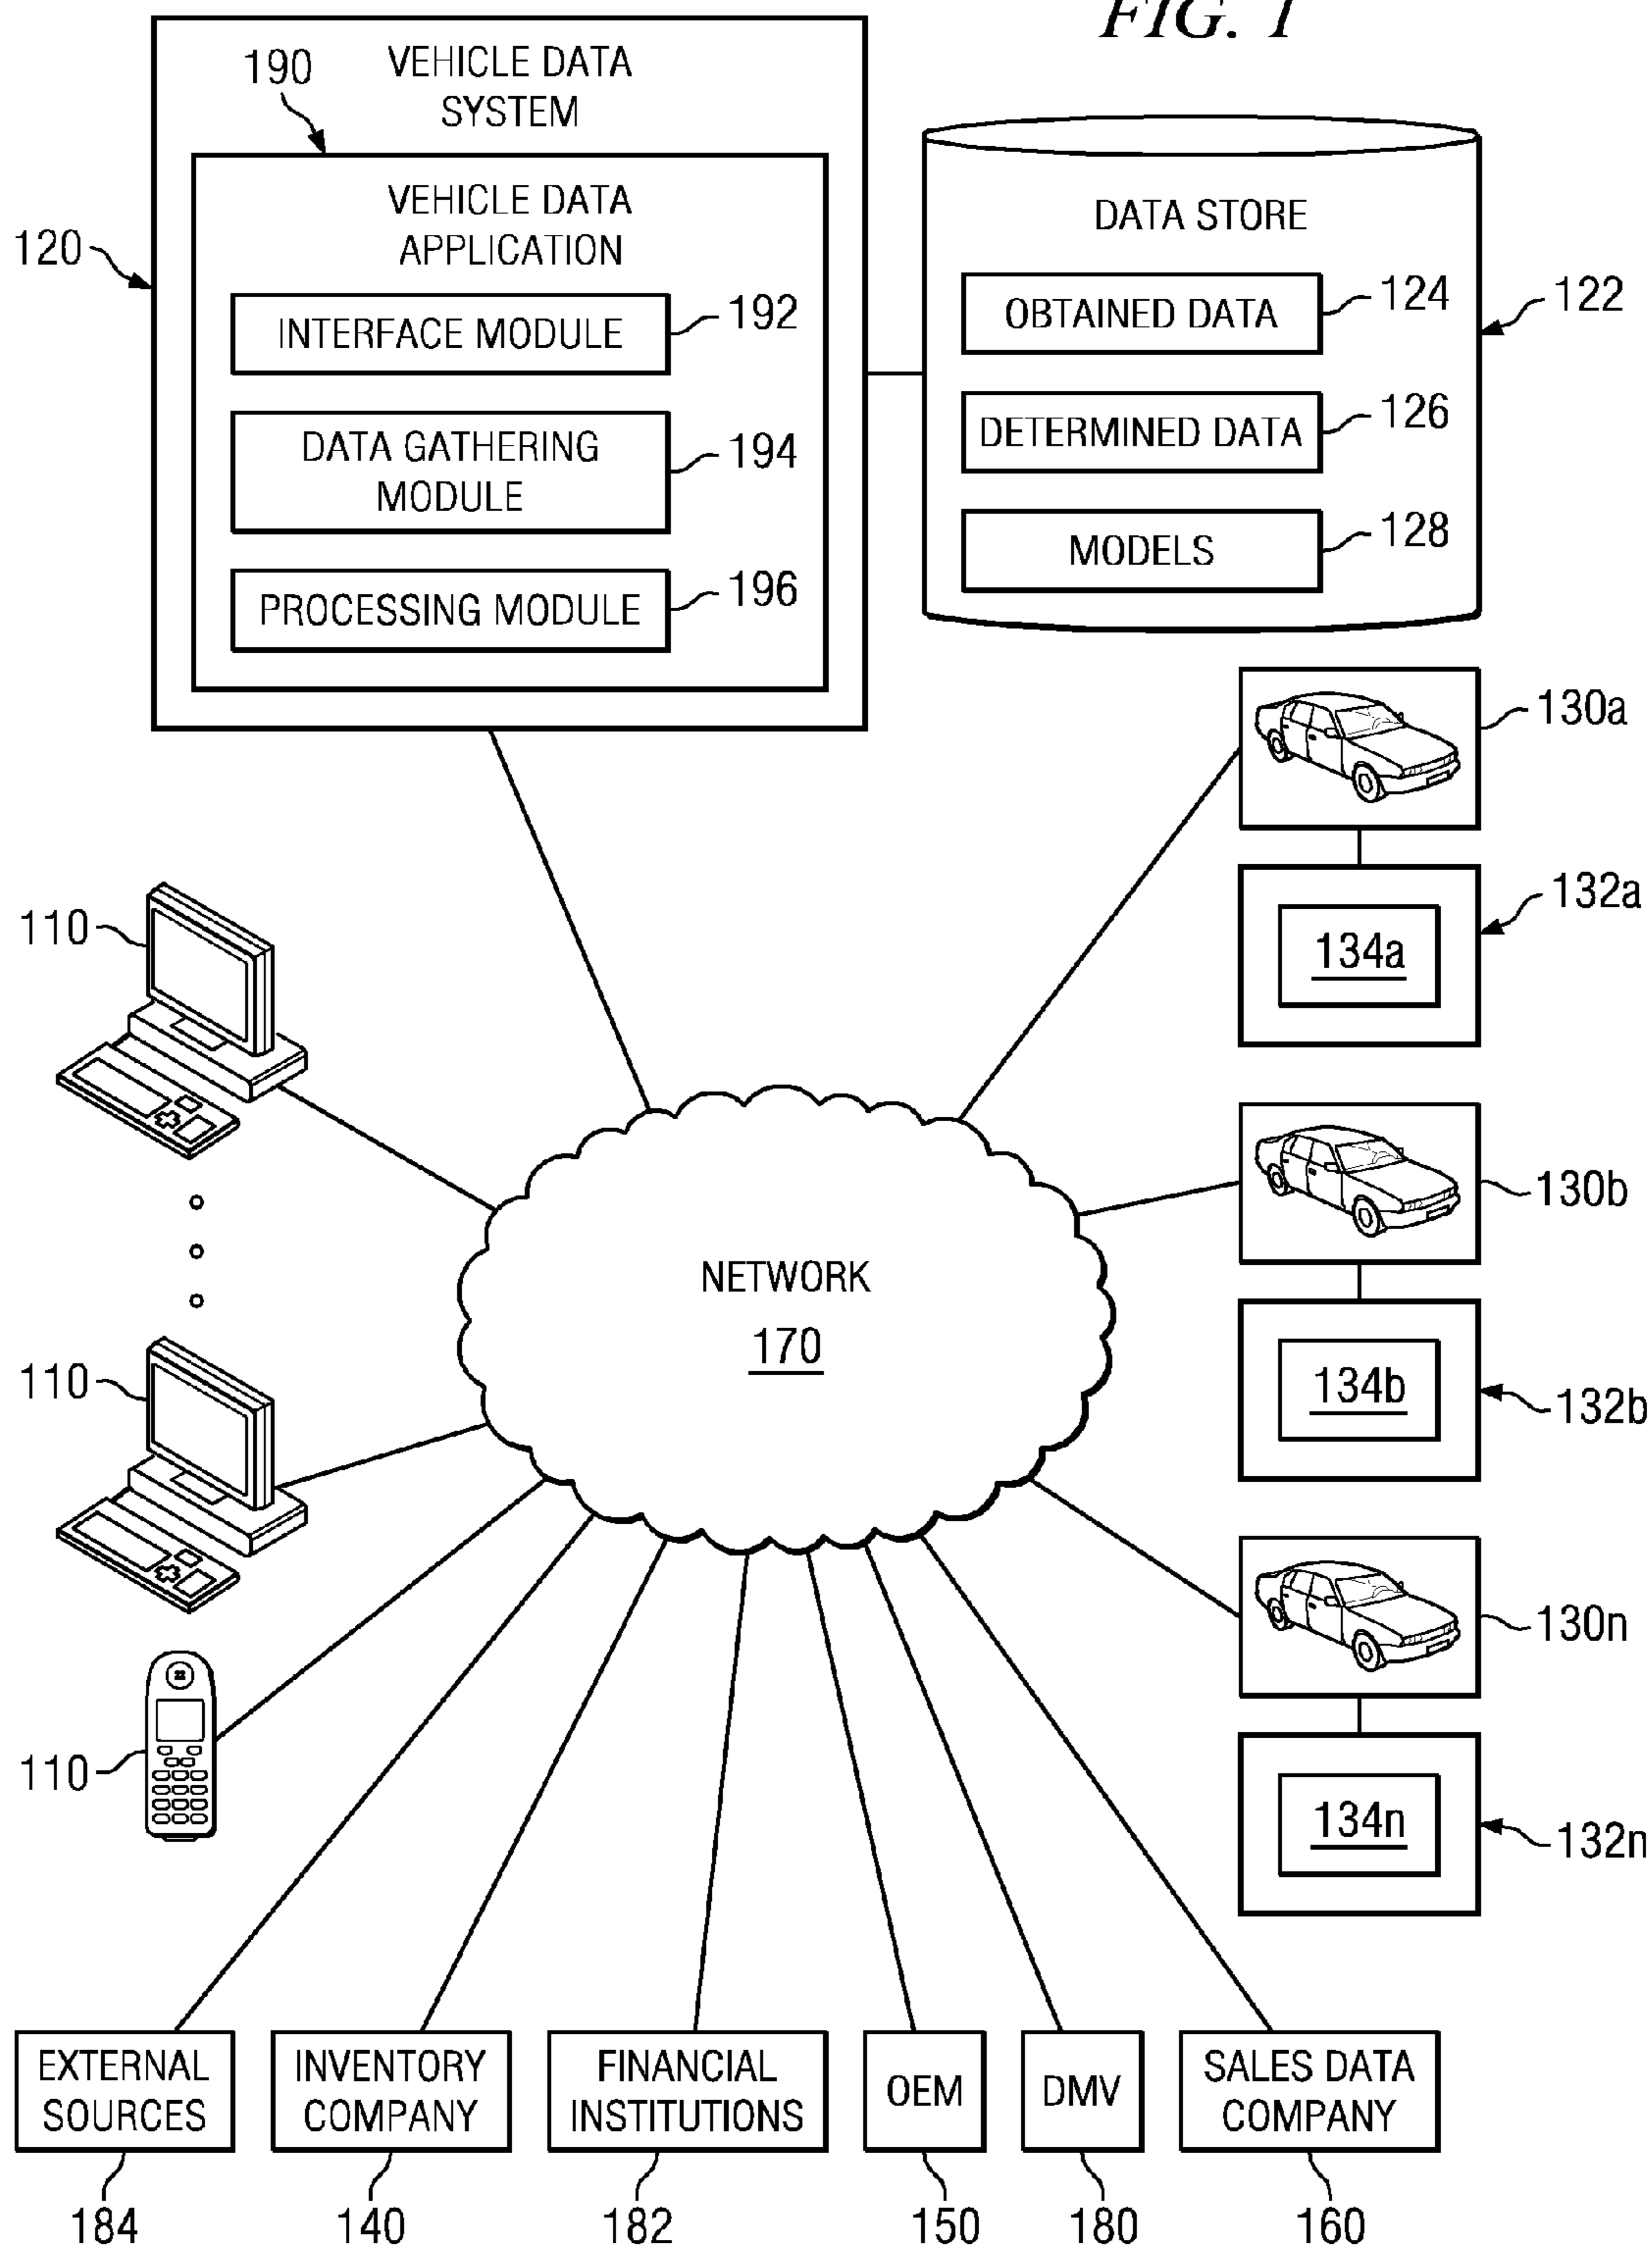 FIG. 1
VEHICLE DATA
SYSTEM
190
VEHICLE DATA
APPLICATION
120
INTERFACE MODULE
192
DATA GATHERING
MODULE
194
PROCESSING MODULE
196
DATA STORE
OBTAINED DATA
124
122
DETERMINED DATA
126
MODELS
128
130a
132a
134a
110
130b
134b
132b
NETWORK
170
110
130n
134n
132n
110
EXTERNAL
SOURCES
INVENTORY
COMPANY
FINANCIAL
INSTITUTIONS
OEM
DMV
SALES DATA
COMPANY
184
140
182
150
180
160